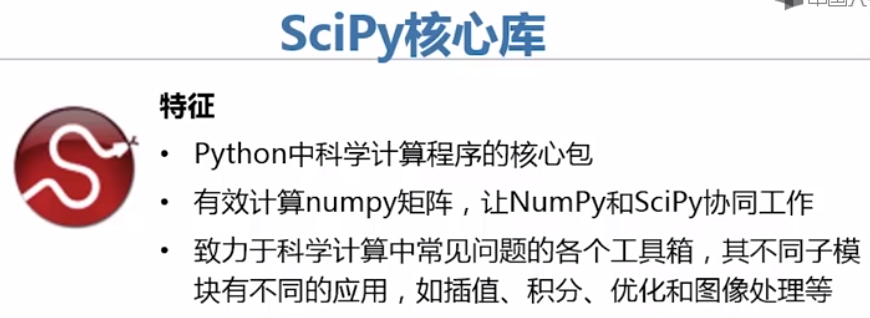 SciPy核心库
特征
• Python中科学计算程序的核心包
• 有效计算numpy矩阵，让NumPy和SciPy协同工作
• 致力于科学计算中常见问题的各个工具箱，其不同子模
块有不同的应用，如插值、积分、优化和图像处理等